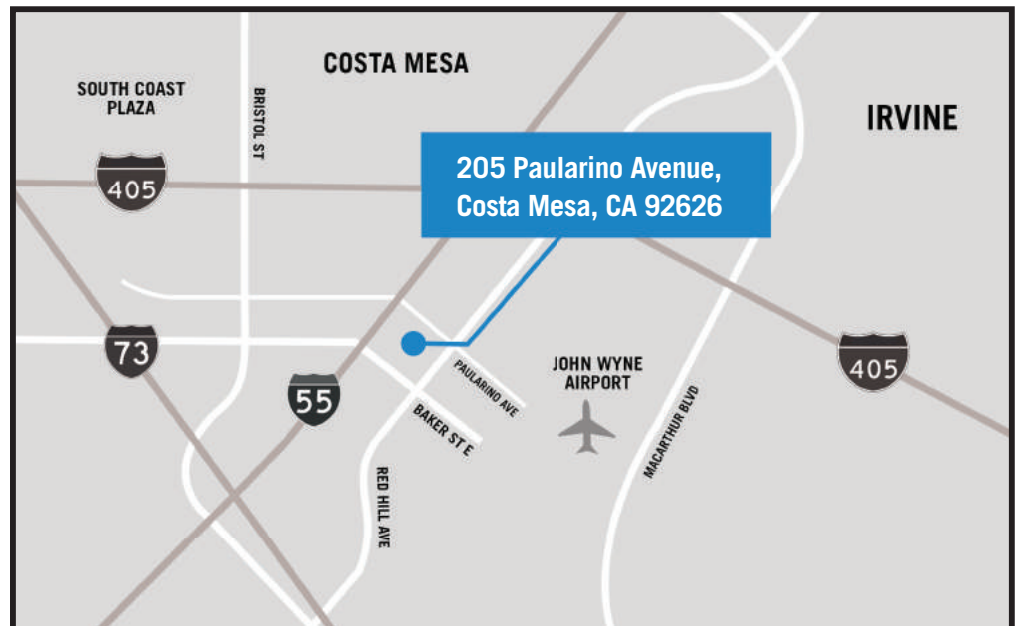 COSTA MESA
SOUTH COAST
PLAZA
BRISTOL ST
IRVINE
405
205 Paularino Avenue,
Costa Mesa, CA 92626
73
55
PAULARINO AVE
BAKER ST E
RED HILL AVE
JOHN WYNE
AIRPORT
MACARTHUR BLVD
405